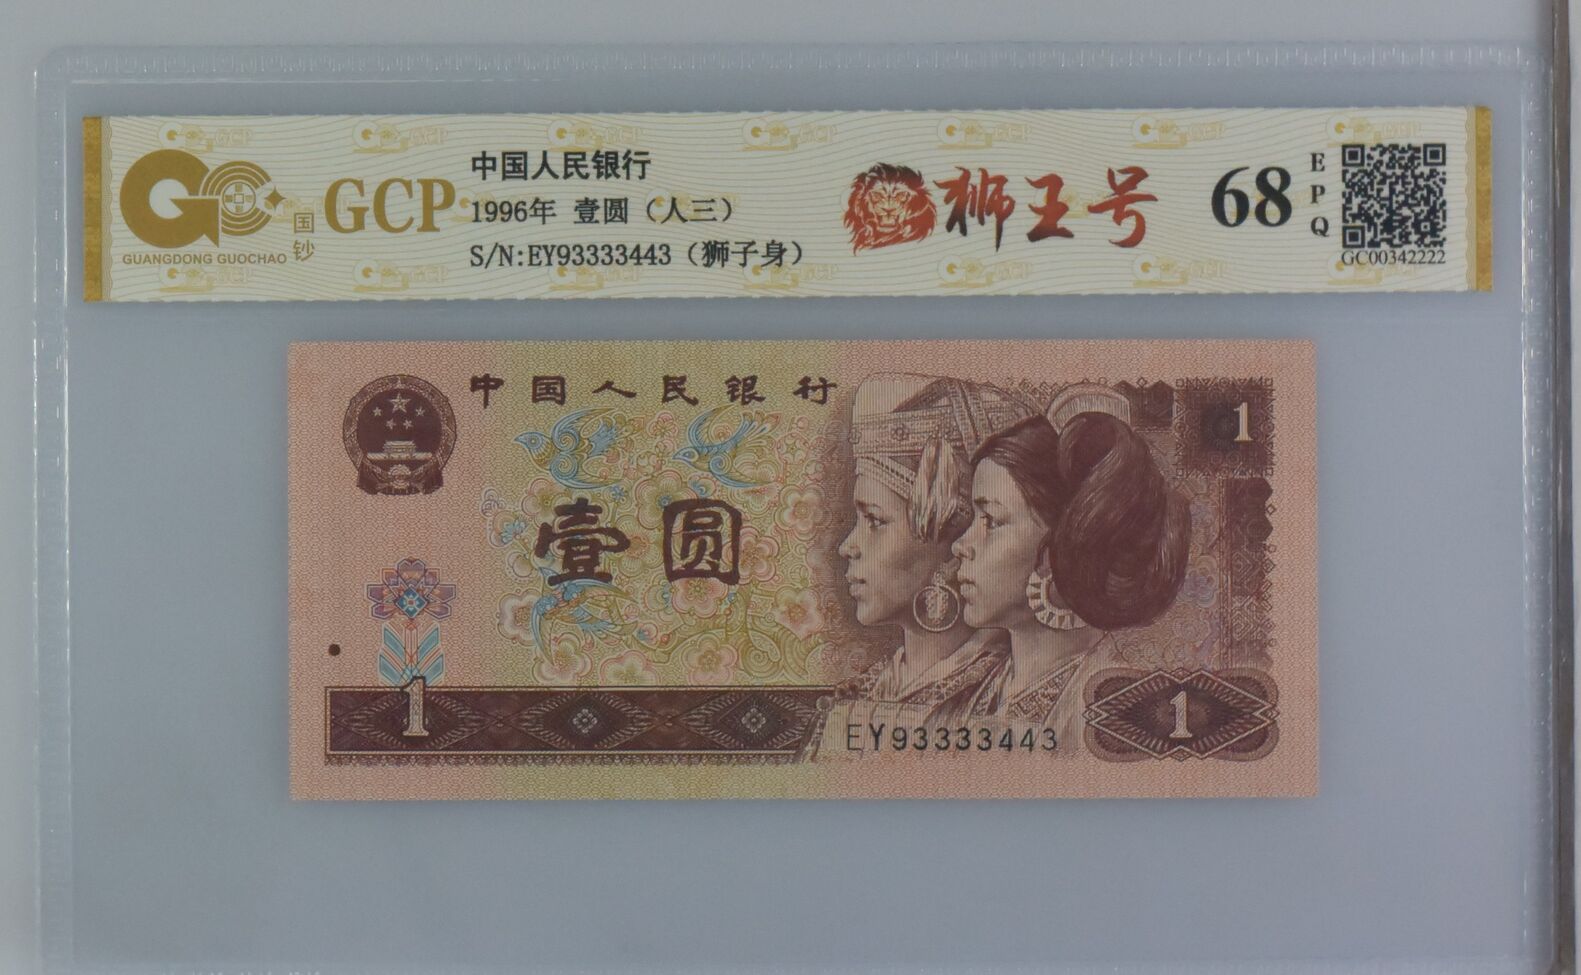 GCP
国钞
GUANGDONG GUOCHAO
中国人民银行
1996年 壹圆（人三）
S/N:EY93333443（狮子身）
狮王号
68
EPQ
GC00342222
中国人民银行
1
壹圆
1
EY93333443
1